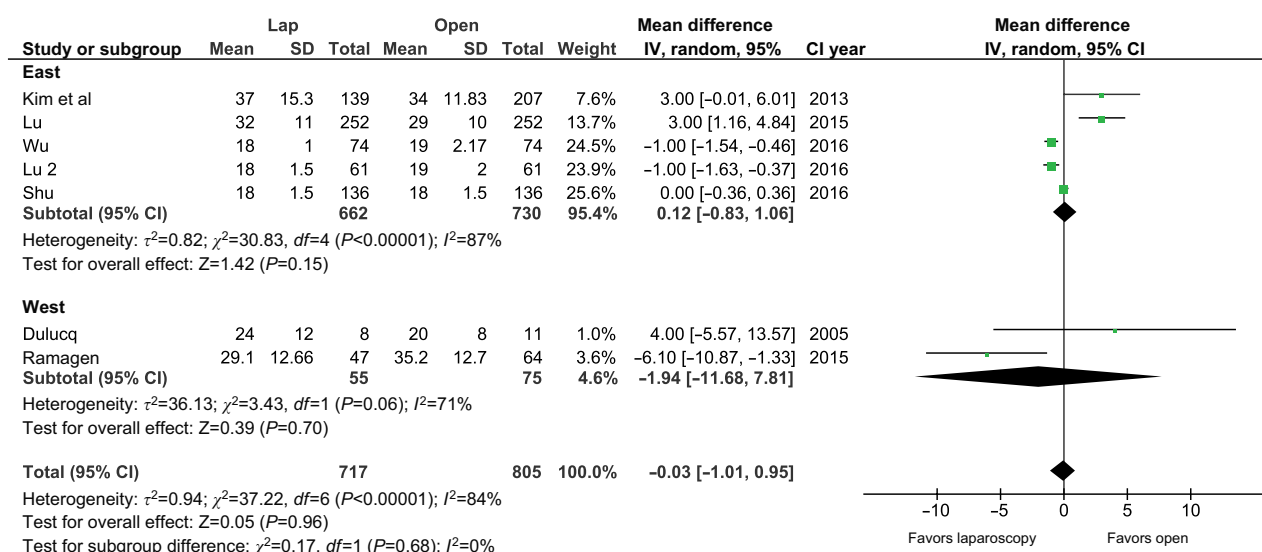 Lap Open Mean difference Mean difference
Study or subgroup Mean SD Total Mean SD Total Weight IV, random, 95% CI year IV, random, 95% CI
East
Kim et al 37 15.3 139 34 11.83 207 7.6% 3.00 [−0.01, 6.01] 2013
Lu 32 11 252 29 10 252 13.7% 3.00 [1.16, 4.84] 2015
Wu 18 1 74 19 2.17 74 24.5% −1.00 [−1.54, −0.46] 2016
Lu 2 18 1.5 61 19 2 61 23.9% −1.00 [−1.63, −0.37] 2016
Shu 18 1.5 136 18 1.5 136 25.6% 0.00 [−0.36, 0.36] 2016
Subtotal (95% CI) 662 730 95.4% 0.12 [−0.83, 1.06]
Heterogeneity: τ²=0.82; χ²=30.83, df=4 (P<0.00001); I²=87%
Test for overall effect: Z=1.42 (P=0.15)
West
Dulucq 24 12 8 20 8 11 1.0% 4.00 [−5.57, 13.57] 2005
Ramagen 29.1 12.66 47 35.2 12.7 64 3.6% −6.10 [−10.87, −1.33] 2015
Subtotal (95% CI) 55 75 4.6% −1.94 [−11.68, 7.81]
Heterogeneity: τ²=36.13; χ²=3.43, df=1 (P=0.06); I²=71%
Test for overall effect: Z=0.39 (P=0.70)
Total (95% CI) 717 805 100.0% −0.03 [−1.01, 0.95]
Heterogeneity: τ²=0.94; χ²=37.22, df=6 (P<0.00001); I²=84%
Test for overall effect: Z=0.05 (P=0.96)
Test for subgroup difference: χ²=0.17, df=1 (P=0.68); I²=0%
−10 −5 0 5 10
Favors laparoscopy Favors open